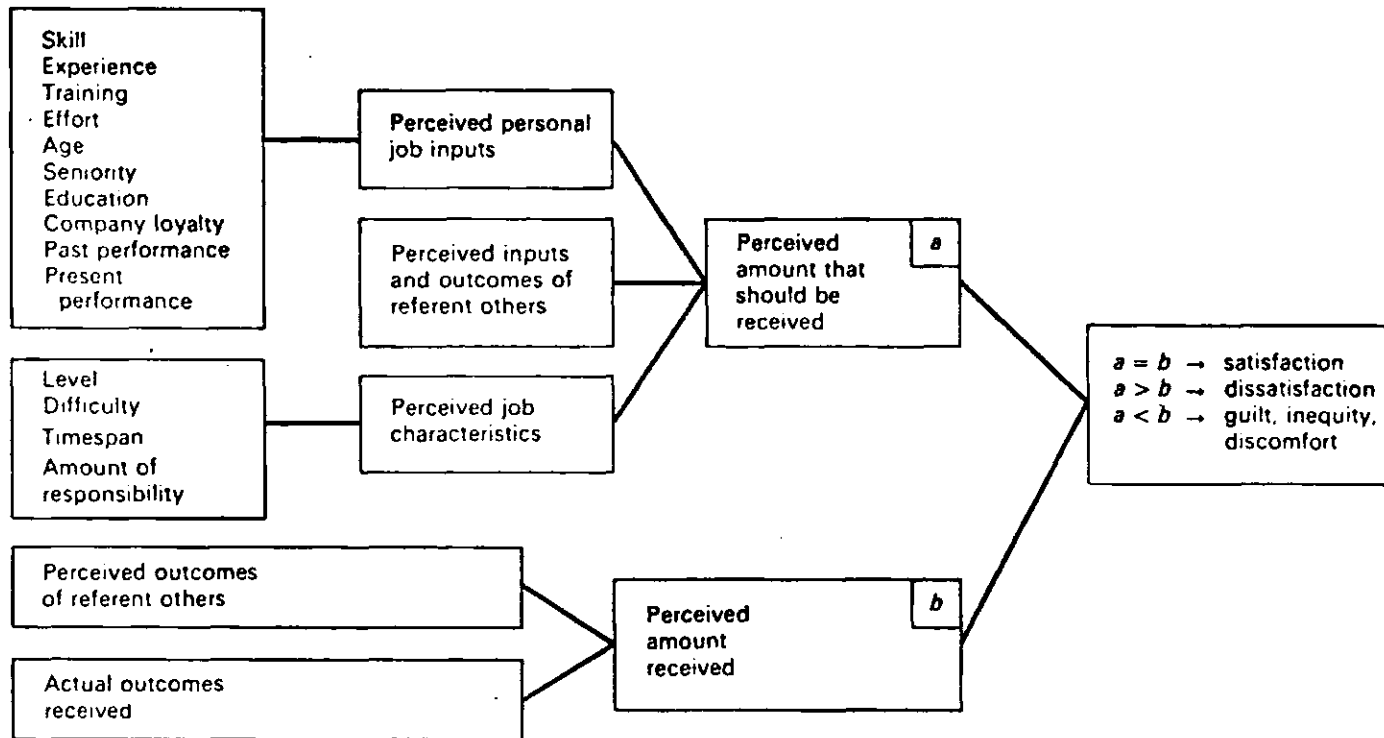 Skill
Experience
Training
Effort
Age
Seniority
Education
Company loyalty
Past performance
Present
performance
Perceived personal
job inputs
Perceived inputs
and outcomes of
referent others
Level
Difficulty
Timespan
Amount of
responsibility
Perceived job
characteristics
Perceived
amount that
should be
received
a
a = b → satisfaction
a > b → dissatisfaction
a < b → guilt, inequity,
discomfort
Perceived outcomes
of referent others
Actual outcomes
received
Perceived
amount
received
b